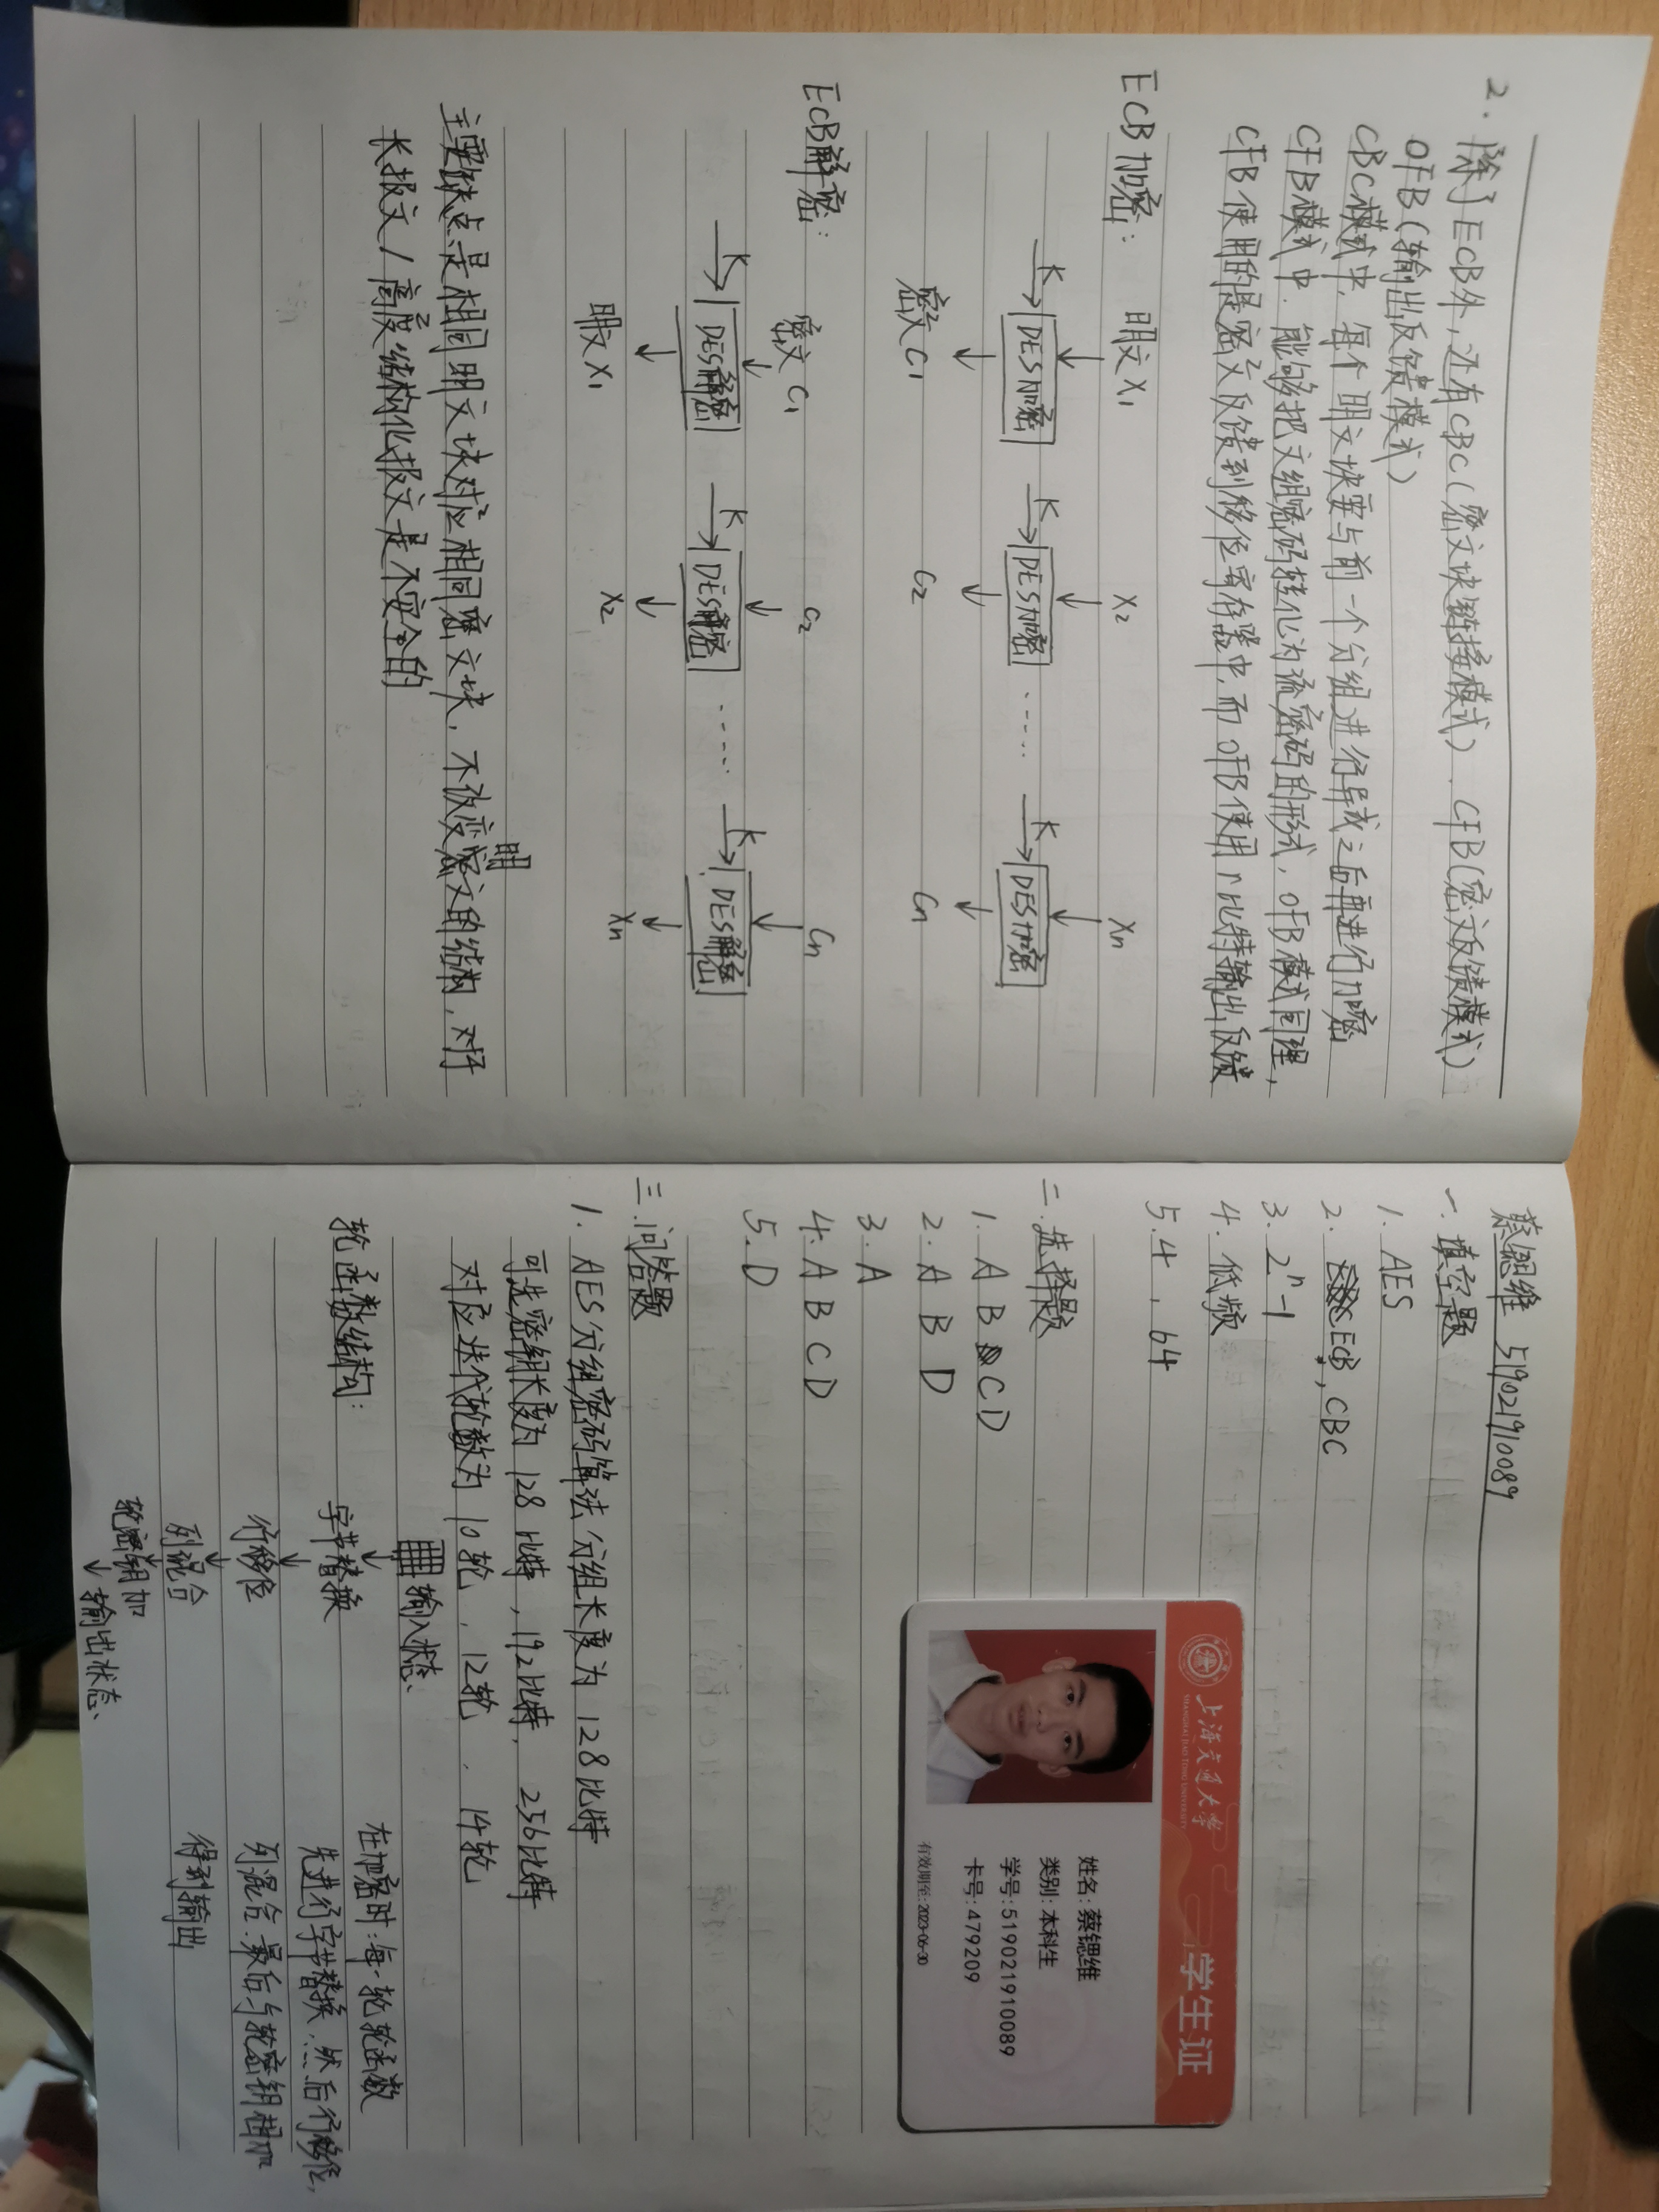 蔡锶维 519021910089
一.填空题
1. AES
2. ECB, CBC
3. 2ⁿ-1
4. 低频
5. 4, 64
二.选择题
1. A B C D
2. A B D
3. A
4. A B C D
5. D
三.问答题
1. AES分组密码算法分组长度为128比特
可选密钥长度为128比特, 192比特, 256比特
对应迭代轮数为10轮, 12轮, 14轮
轮函数结构:
输入状态
字节替换
行移位
列混合
轮密钥加
输出状态
在加密时:每一轮轮函数
先进行字节替换.然后行移位,
列混合.最后与轮密钥相加
得到输出
上海交通大学
SHANGHAI JIAO TONG UNIVERSITY
学生证
姓名:蔡锶维
类别:本科生
学号:519021910089
卡号:479209
有效期至:2023-06-30
2. 除了ECB外,还有CBC(密文块链接模式).CFB(密文反馈模式)
OFB(输出反馈模式)
CBC模式中,每个明文块要与前一个分组进行异或之后再进行加密
CFB模式中.能够把文组密码转化为流密码的形式,OFB模式同理,
CFB使用的是密文反馈到移位寄存器中,而OFB使用r比特输出反馈
ECB加密: 明文X₁ X₂ Xn
K DES加密 K DES加密 ..... K DES加密
密文C₁ C₂ Cn
ECB解密: 密文C₁ C₂ Cn
K DES解密 K DES解密 ..... K DES解密
明文X₁ X₂ Xn
主要缺点是相同明文块对应相同密文块.不改变明文的结构,对于
长报文/高度结构化报文是不安全的